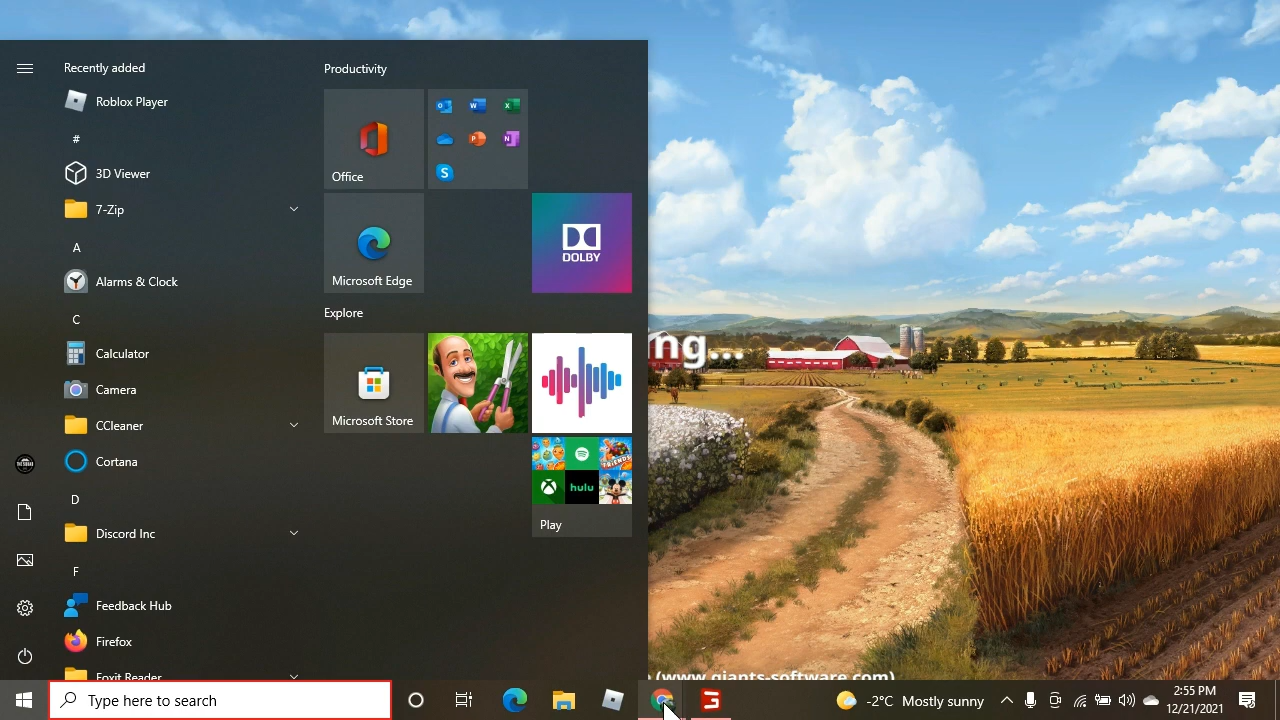 Recently added
Roblox Player
#
3D Viewer
7-Zip
A
Alarms & Clock
C
Calculator
Camera
CCleaner
Cortana
D
Discord Inc
F
Feedback Hub
Firefox
Foxit Reader
Productivity
Office
Microsoft Edge
DOLBY
Explore
Microsoft Store
hulu
Play
ng...
(www.giants-software.com)
Type here to search
-2°C Mostly sunny
2:55 PM
12/21/2021